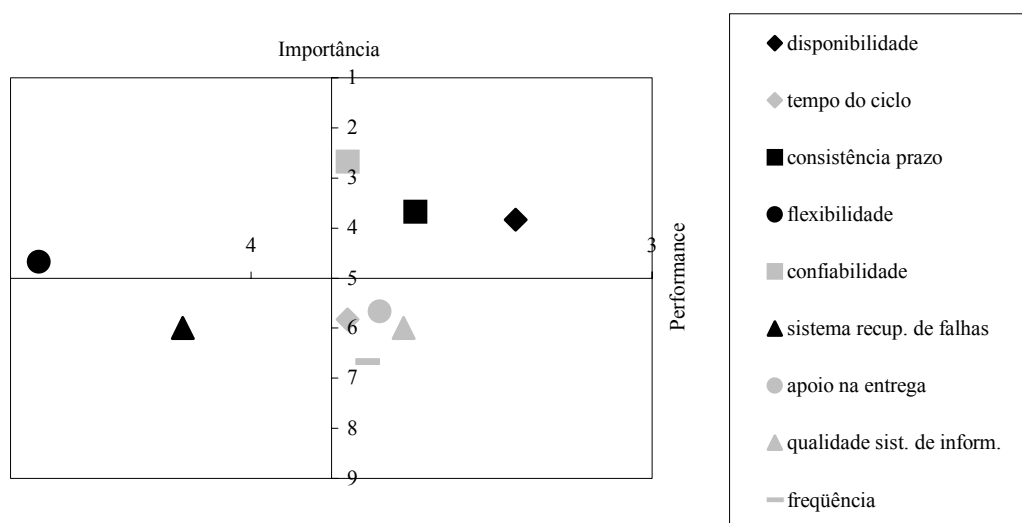 Importância
1
2
3
4
5
6
7
8
9
4
3
Performance
disponibilidade
tempo do ciclo
consistência prazo
flexibilidade
confiabilidade
sistema recup. de falhas
apoio na entrega
qualidade sist. de inform.
freqüência